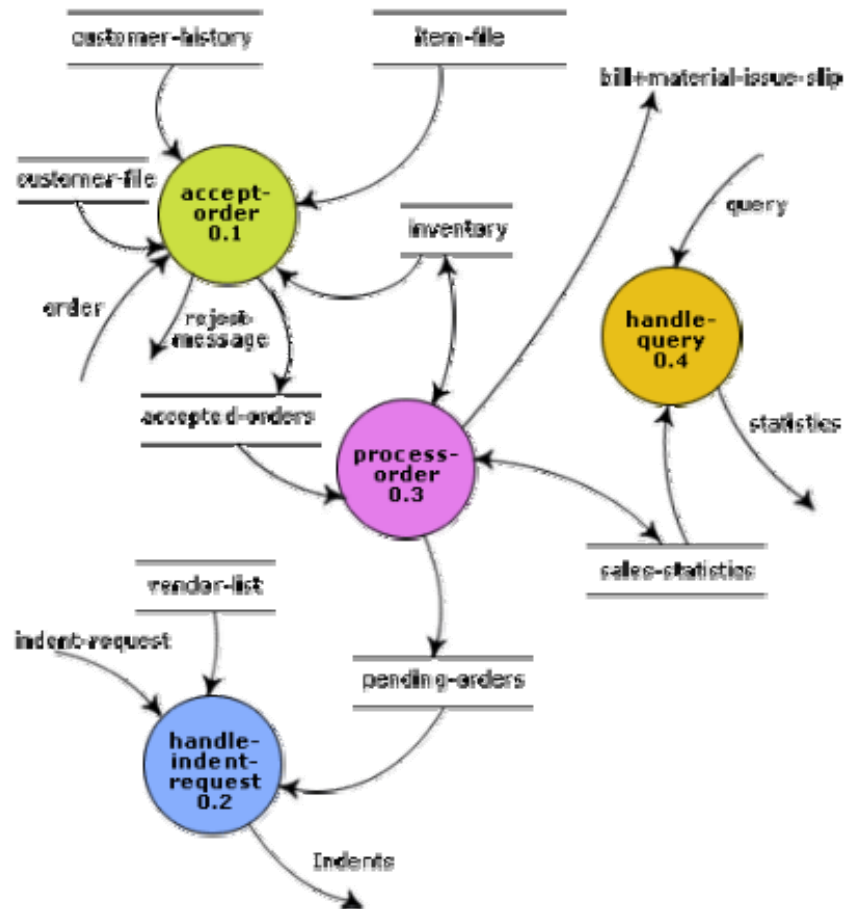 customer-history
item-file
bill+material-issue-slip
customer-file
accept-
order
0.1
query
inventory
order
reject-
message
handle-
query
0.4
accepted-orders
statistics
process-
order
0.3
vendor-list
sales-statistics
indent-request
pending-orders
handle-
indent-
request
0.2
Indents